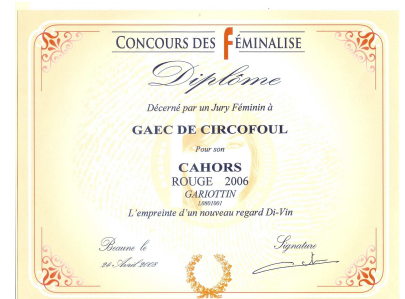 CONCOURS DES FÉMINALISE
Diplôme
Décerné par un Jury Féminin à
GAEC DE CIRCOFOUL
Pour son
CAHORS
ROUGE 2006
GARIOTTIN
L0001001
L'empreinte d'un nouveau regard Di-Vin
Beaune le
24 Avril 2008
Signature